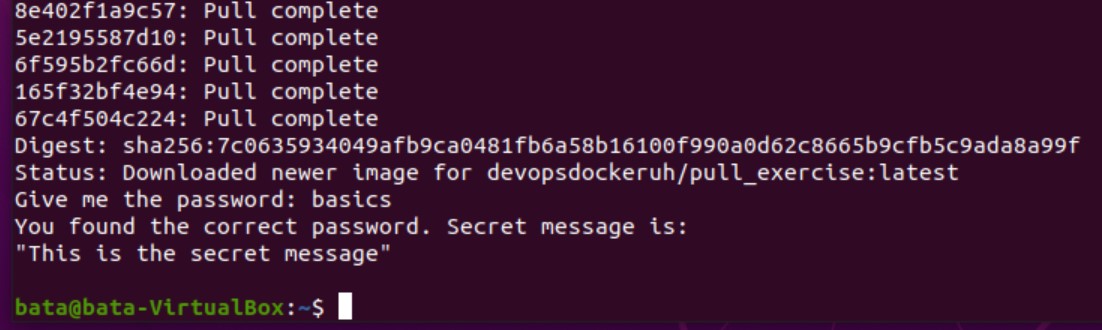 8e402f1a9c57: Pull complete
5e2195587d10: Pull complete
6f595b2fc66d: Pull complete
165f32bf4e94: Pull complete
67c4f504c224: Pull complete
Digest: sha256:7c0635934049afb9ca0481fb6a58b16100f990a0d62c8665b9cfb5c9ada8a99f
Status: Downloaded newer image for devopsdockeruh/pull_exercise:latest
Give me the password: basics
You found the correct password. Secret message is:
"This is the secret message"
bata@bata-VirtualBox:~$